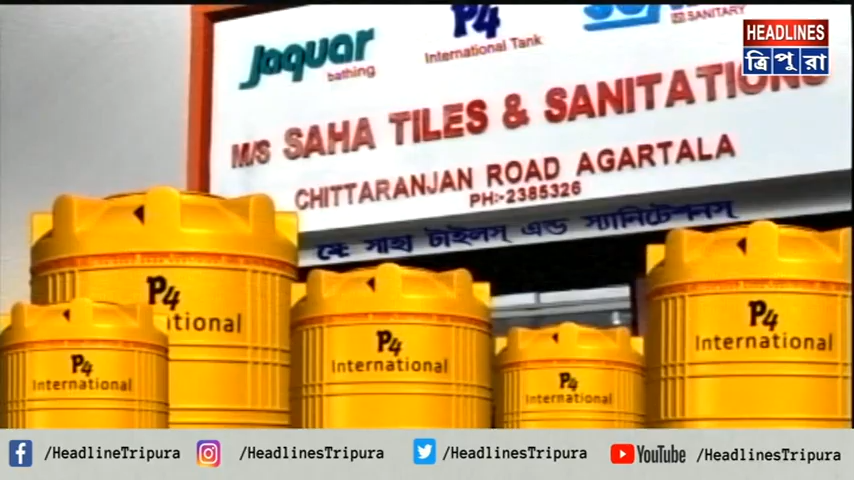 Jaquar
bathing
P4
International Tank
SANITARY
HEADLINES
ত্রিপুরা
M/S SAHA TILES & SANITATIONS
CHITTARANJAN ROAD AGARTALA
PH:-2385326
মেঃ সাহা টাইলস্ এন্ড স্যানিটেশনস্
P4
International
P4
International
P4
International
P4
International
P4
International
/HeadlineTripura
/HeadlinesTripura
/HeadlinesTripura
YouTube
/HeadlinesTripura